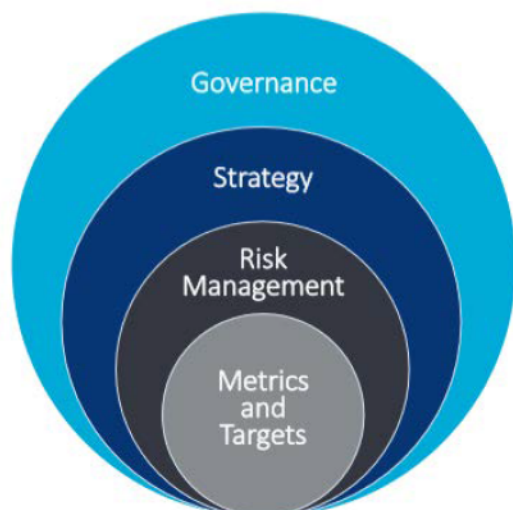 Governance
Strategy
Risk
Management
Metrics
and
Targets